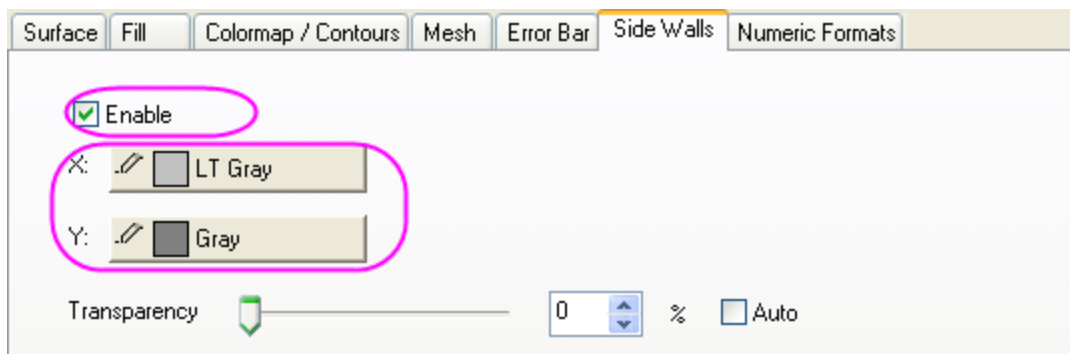 Surface Fill Colormap / Contours Mesh Error Bar Side Walls Numeric Formats
Enable
X: LT Gray
Y: Gray
Transparency 0 % Auto